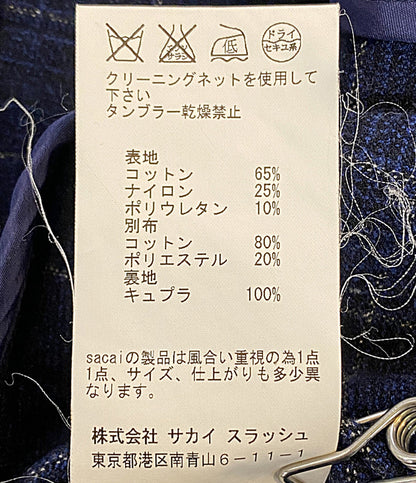 エンソ サラシ 低 ドライ
セキユ系
クリーニングネットを使用して
下さい
タンブラー乾燥禁止
表地
コットン 65%
ナイロン 25%
ポリウレタン 10%
別布
コットン 80%
ポリエステル 20%
裏地
キュプラ 100%
sacaiの製品は風合い重視の為1点
1点、サイズ、仕上がりも多少異
なります。
株式会社 サカイ スラッシュ
東京都港区南青山6-11-1